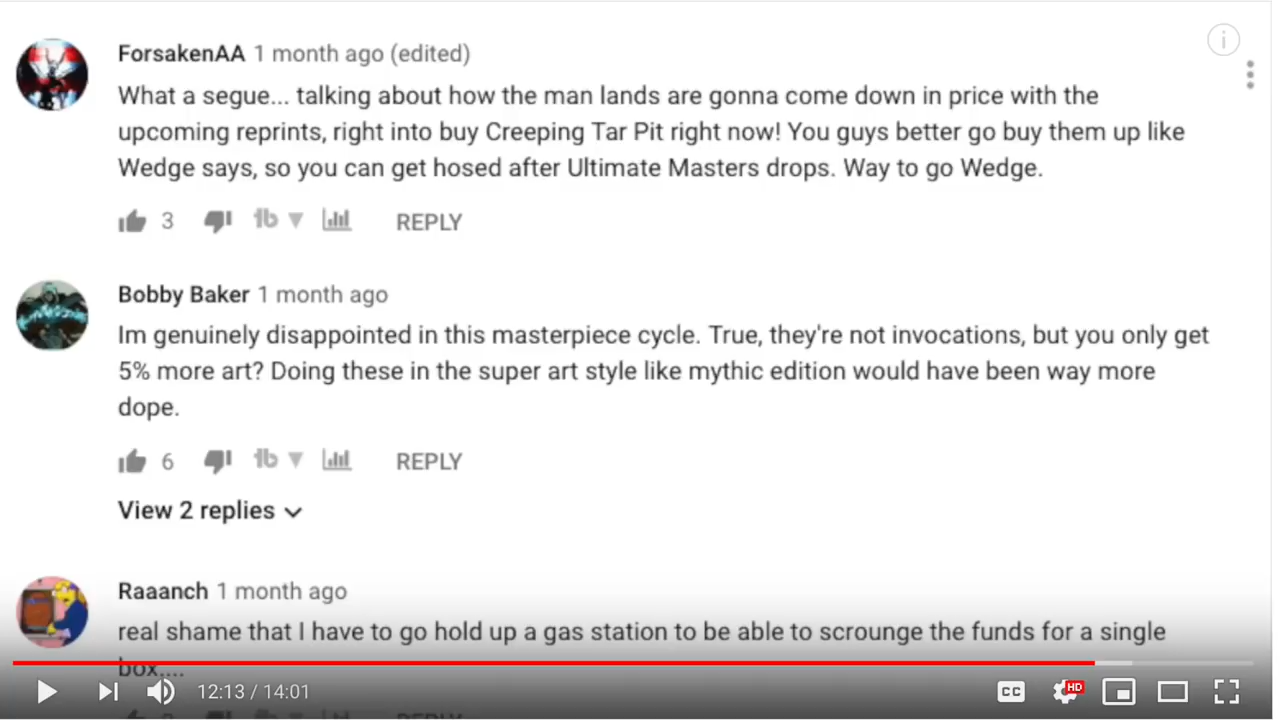 ForsakenAA 1 month ago (edited)
What a segue... talking about how the man lands are gonna come down in price with the
upcoming reprints, right into buy Creeping Tar Pit right now! You guys better go buy them up like
Wedge says, so you can get hosed after Ultimate Masters drops. Way to go Wedge.
3 REPLY
Bobby Baker 1 month ago
Im genuinely disappointed in this masterpiece cycle. True, they're not invocations, but you only get
5% more art? Doing these in the super art style like mythic edition would have been way more
dope.
6 REPLY
View 2 replies
Raaanch 1 month ago
real shame that I have to go hold up a gas station to be able to scrounge the funds for a single
box....
REPLY
12:13 / 14:01 CC HD